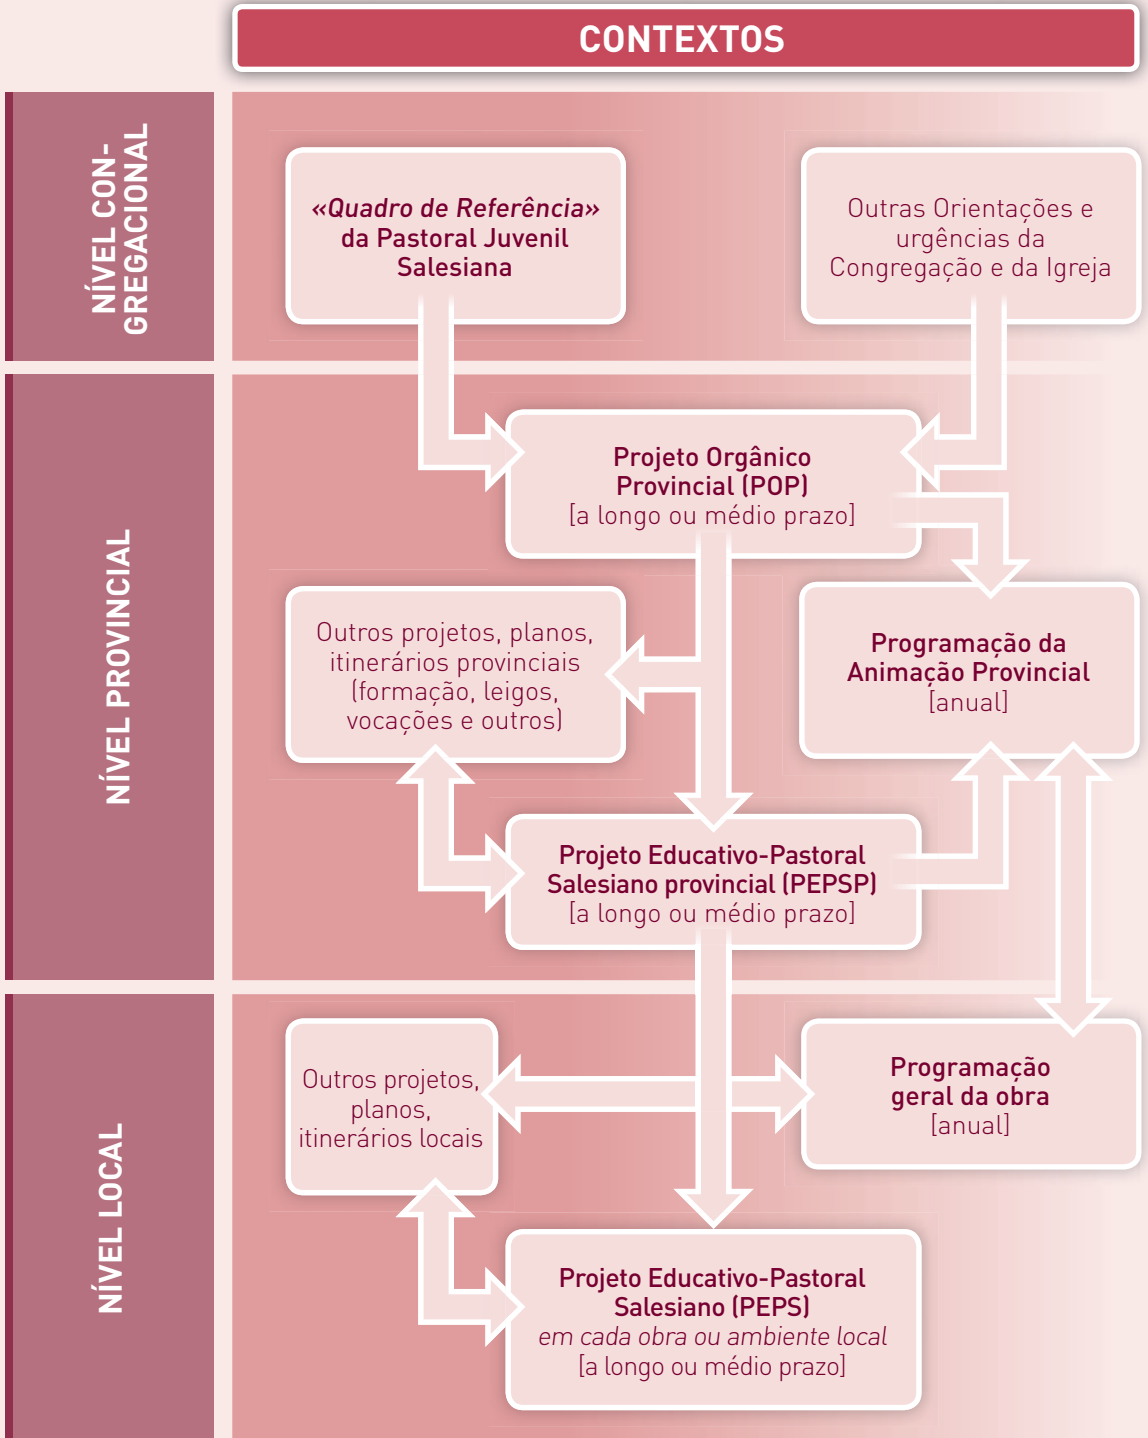 CONTEXTOS
NÍVEL CON-
GREGACIONAL
«Quadro de Referência»
da Pastoral Juvenil
Salesiana
Outras Orientações e
urgências da
Congregação e da Igreja
NÍVEL PROVINCIAL
Projeto Orgânico
Provincial (POP)
[a longo ou médio prazo]
Outros projetos, planos,
itinerários provinciais
(formação, leigos,
vocações e outros)
Programação da
Animação Provincial
[anual]
Projeto Educativo-Pastoral
Salesiano provincial (PEPSP)
[a longo ou médio prazo]
NÍVEL LOCAL
Outros projetos,
planos,
itinerários locais
Programação
geral da obra
[anual]
Projeto Educativo-Pastoral
Salesiano (PEPS)
em cada obra ou ambiente local
[a longo ou médio prazo]